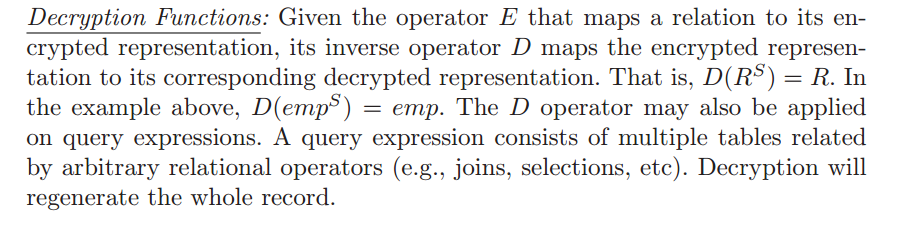 Decryption Functions: Given the operator E that maps a relation to its en-
crypted representation, its inverse operator D maps the encrypted represen-
tation to its corresponding decrypted representation. That is, D(Rˢ) = R. In
the example above, D(empˢ) = emp. The D operator may also be applied
on query expressions. A query expression consists of multiple tables related
by arbitrary relational operators (e.g., joins, selections, etc). Decryption will
regenerate the whole record.